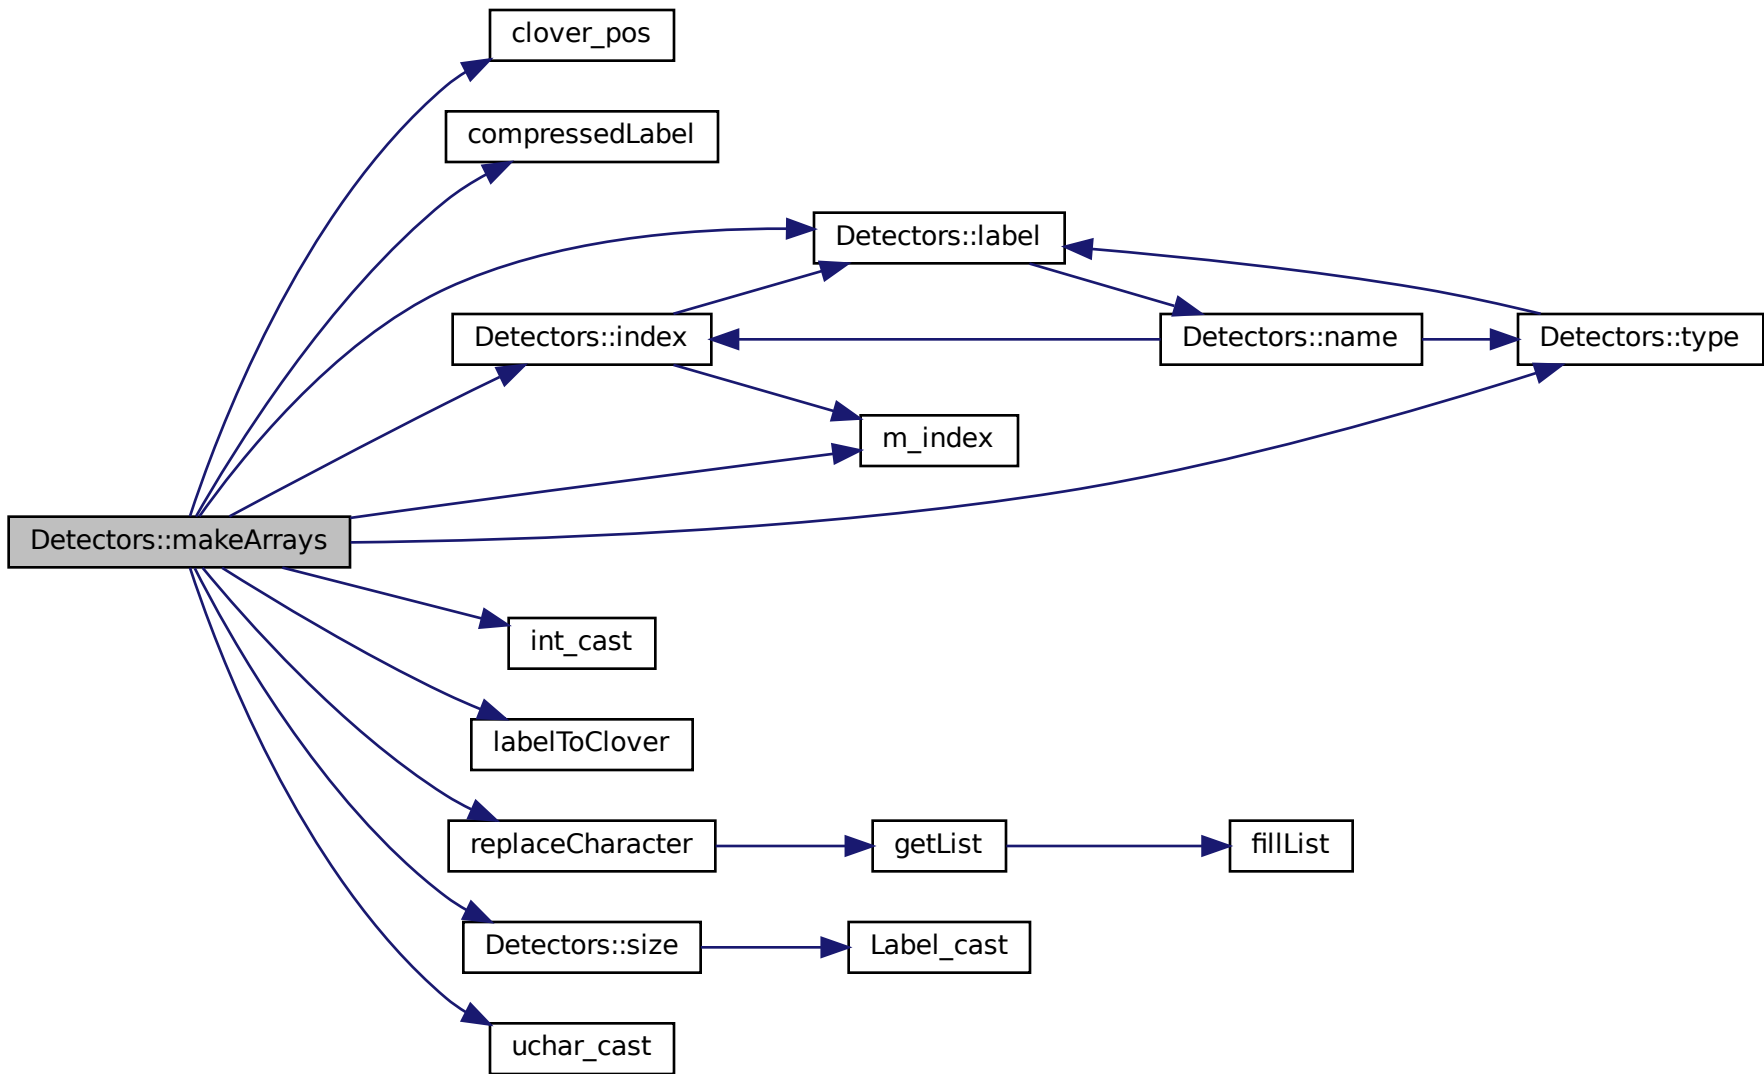 clover_pos
compressedLabel
Detectors::label
Detectors::index
Detectors::name
Detectors::type
m_index
Detectors::makeArrays
int_cast
labelToClover
replaceCharacter
getList
fillList
Detectors::size
Label_cast
uchar_cast